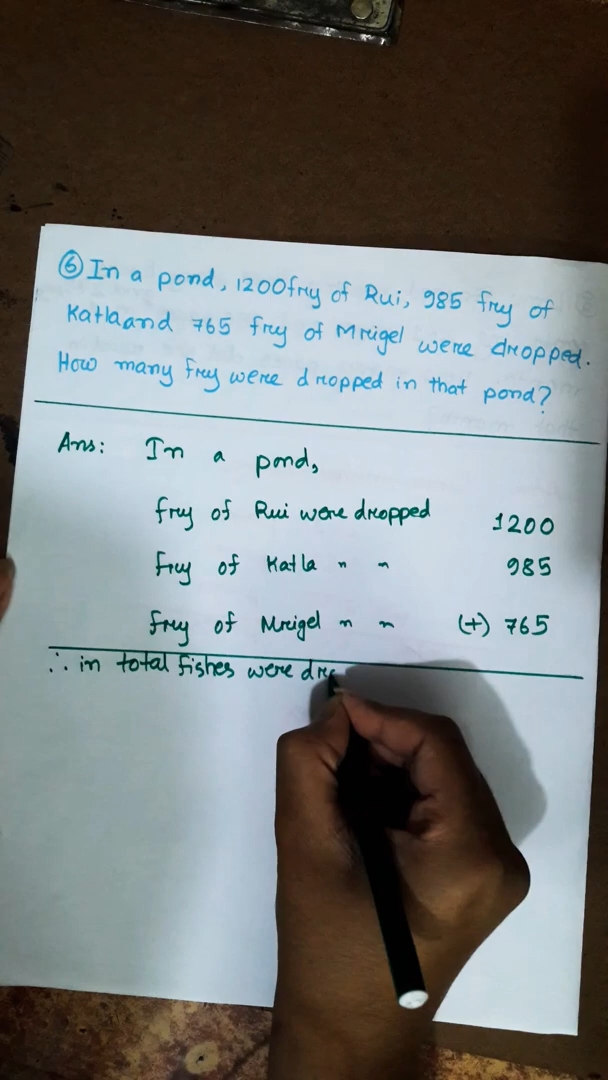 ⑥ In a pond, 1200 fry of Rui, 985 fry of
Katla and 765 fry of Mrigel were dropped.
How many fry were dropped in that pond?
Ans: In a pond,
fry of Rui were dropped 1200
fry of Katla " " 985
fry of Mrigel " " (+) 765
∴ in total fishes were dro